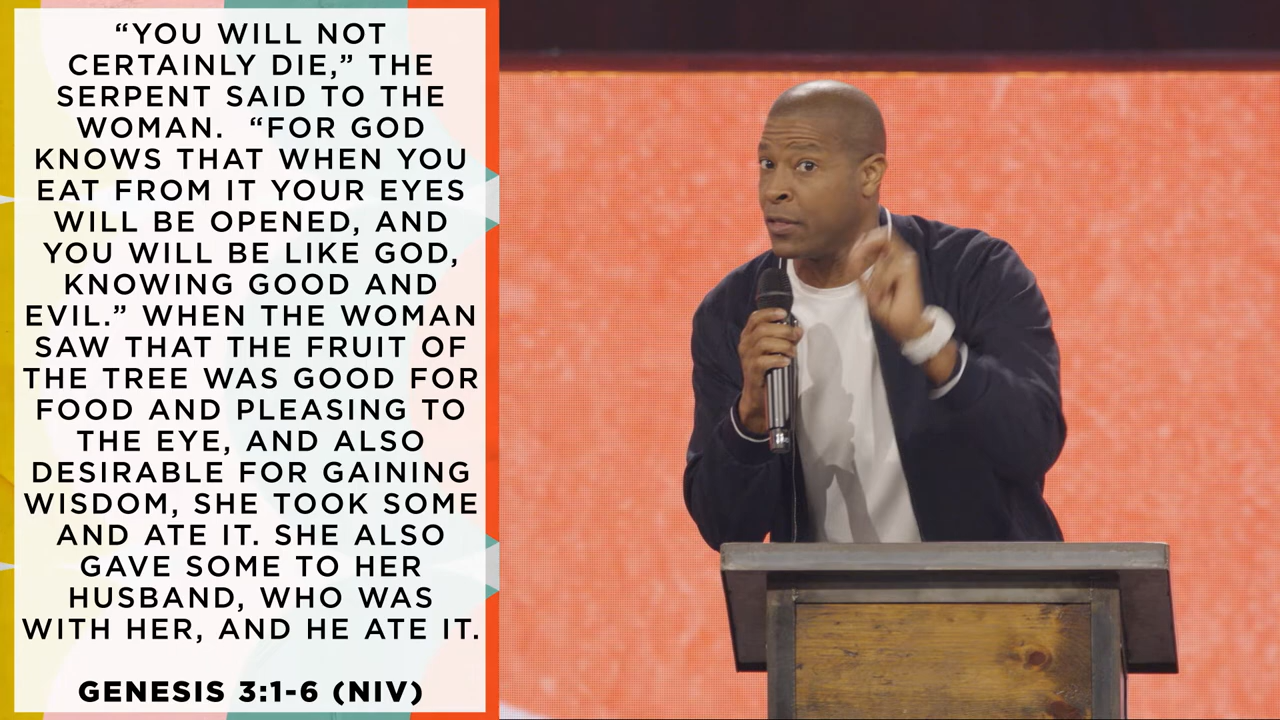 “YOU WILL NOT
CERTAINLY DIE,” THE
SERPENT SAID TO THE
WOMAN.  “FOR GOD
KNOWS THAT WHEN YOU
EAT FROM IT YOUR EYES
WILL BE OPENED, AND
YOU WILL BE LIKE GOD,
KNOWING GOOD AND
EVIL.” WHEN THE WOMAN
SAW THAT THE FRUIT OF
THE TREE WAS GOOD FOR
FOOD AND PLEASING TO
THE EYE, AND ALSO
DESIRABLE FOR GAINING
WISDOM, SHE TOOK SOME
AND ATE IT. SHE ALSO
GAVE SOME TO HER
HUSBAND, WHO WAS
WITH HER, AND HE ATE IT.
GENESIS 3:1-6 (NIV)